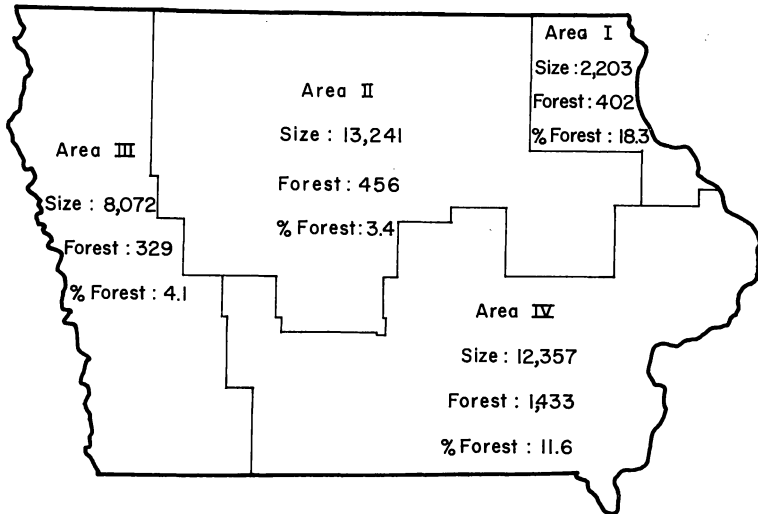 Area I
Size : 2,203
Forest : 402
% Forest : 18.3
Area II
Size : 13,241
Forest : 456
% Forest : 3.4
Area III
Size : 8,072
Forest : 329
% Forest : 4.1
Area IV
Size : 12,357
Forest : 1,433
% Forest : 11.6